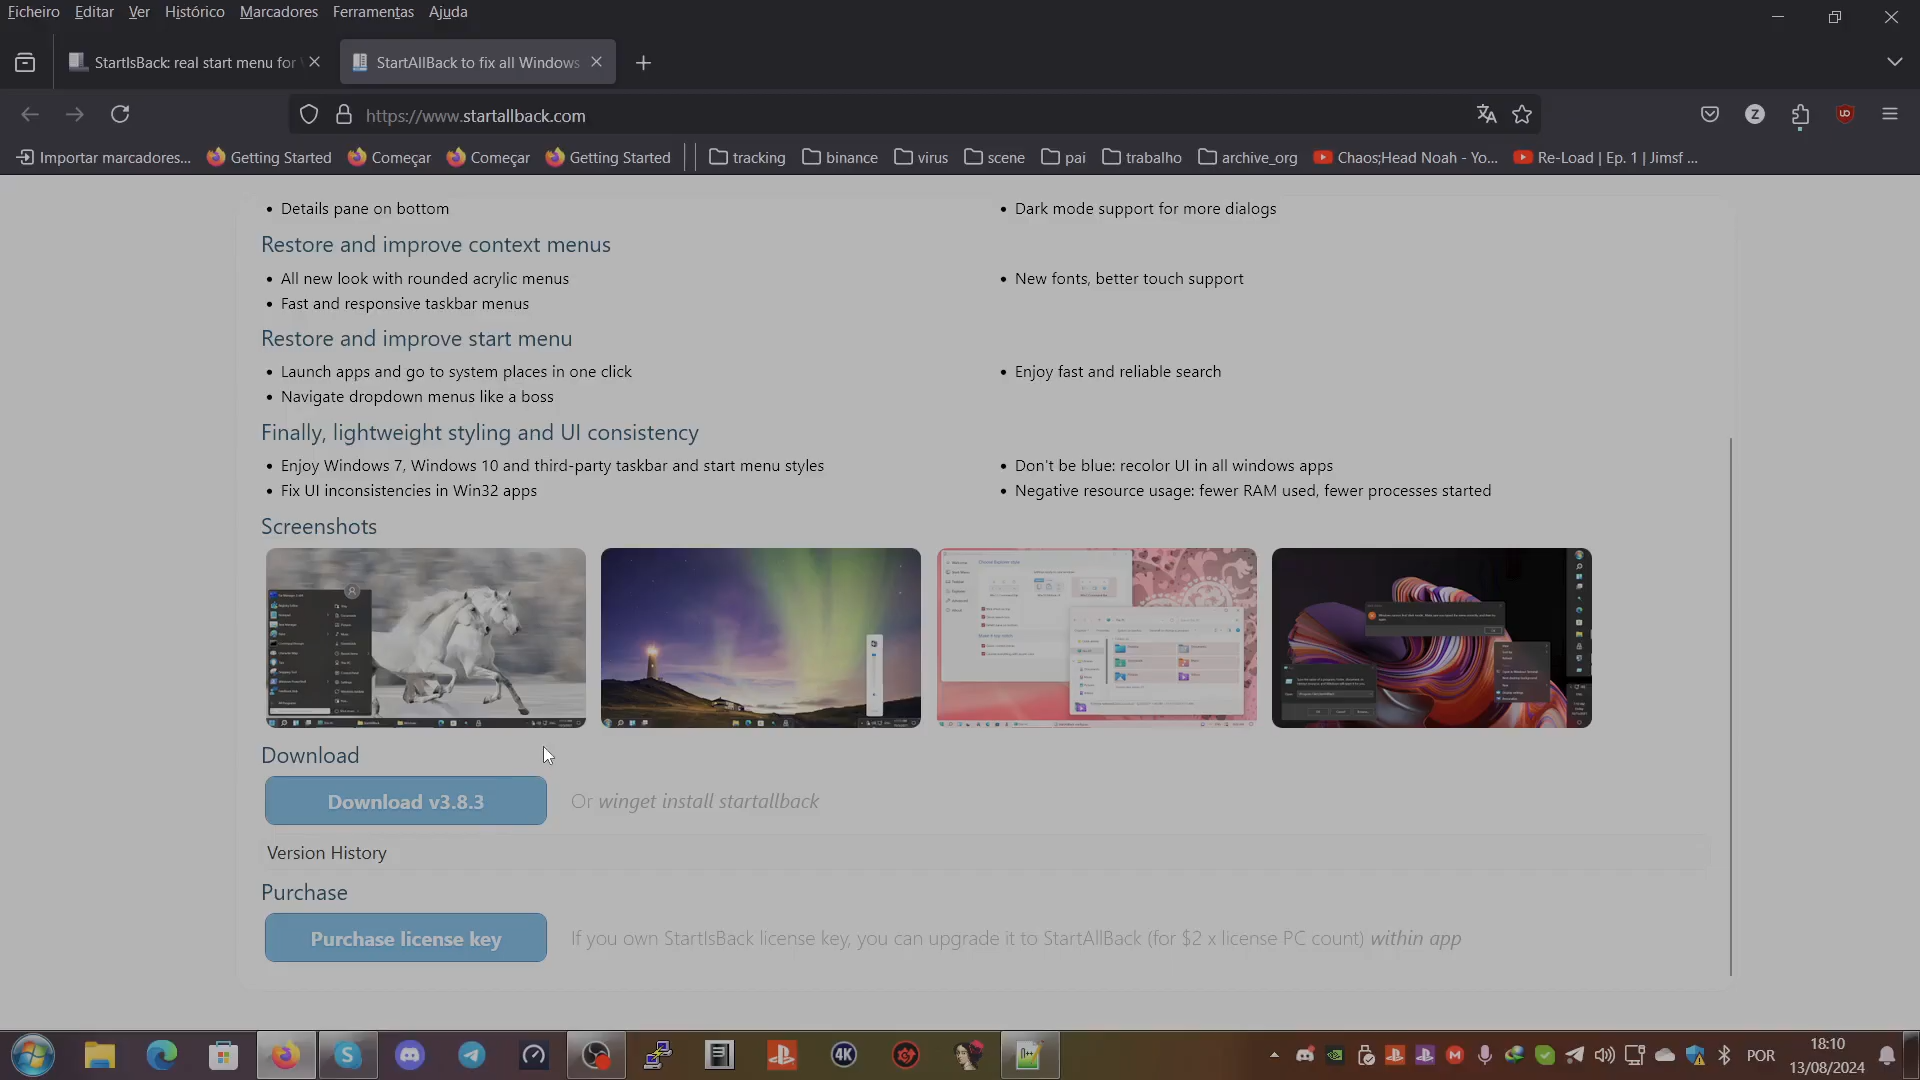 Ficheiro Editar Ver Histórico Marcadores Ferramentas Ajuda
StartIsBack: real start menu for
StartAllBack to fix all Windows
https://www.startallback.com
Importar marcadores... Getting Started Começar Começar Getting Started tracking binance virus scene pai trabalho archive_org Chaos;Head Noah - Yo... Re-Load | Ep. 1 | Jimsf ...
Details pane on bottom
Dark mode support for more dialogs
Restore and improve context menus
All new look with rounded acrylic menus
New fonts, better touch support
Fast and responsive taskbar menus
Restore and improve start menu
Launch apps and go to system places in one click
Enjoy fast and reliable search
Navigate dropdown menus like a boss
Finally, lightweight styling and UI consistency
Enjoy Windows 7, Windows 10 and third-party taskbar and start menu styles
Don't be blue: recolor UI in all windows apps
Fix UI inconsistencies in Win32 apps
Negative resource usage: fewer RAM used, fewer processes started
Screenshots
Download
Download v3.8.3
Or winget install startallback
Version History
Purchase
Purchase license key
If you own StartIsBack license key, you can upgrade it to StartAllBack (for $2 x license PC count) within app
4K
POR
18:10
13/08/2024